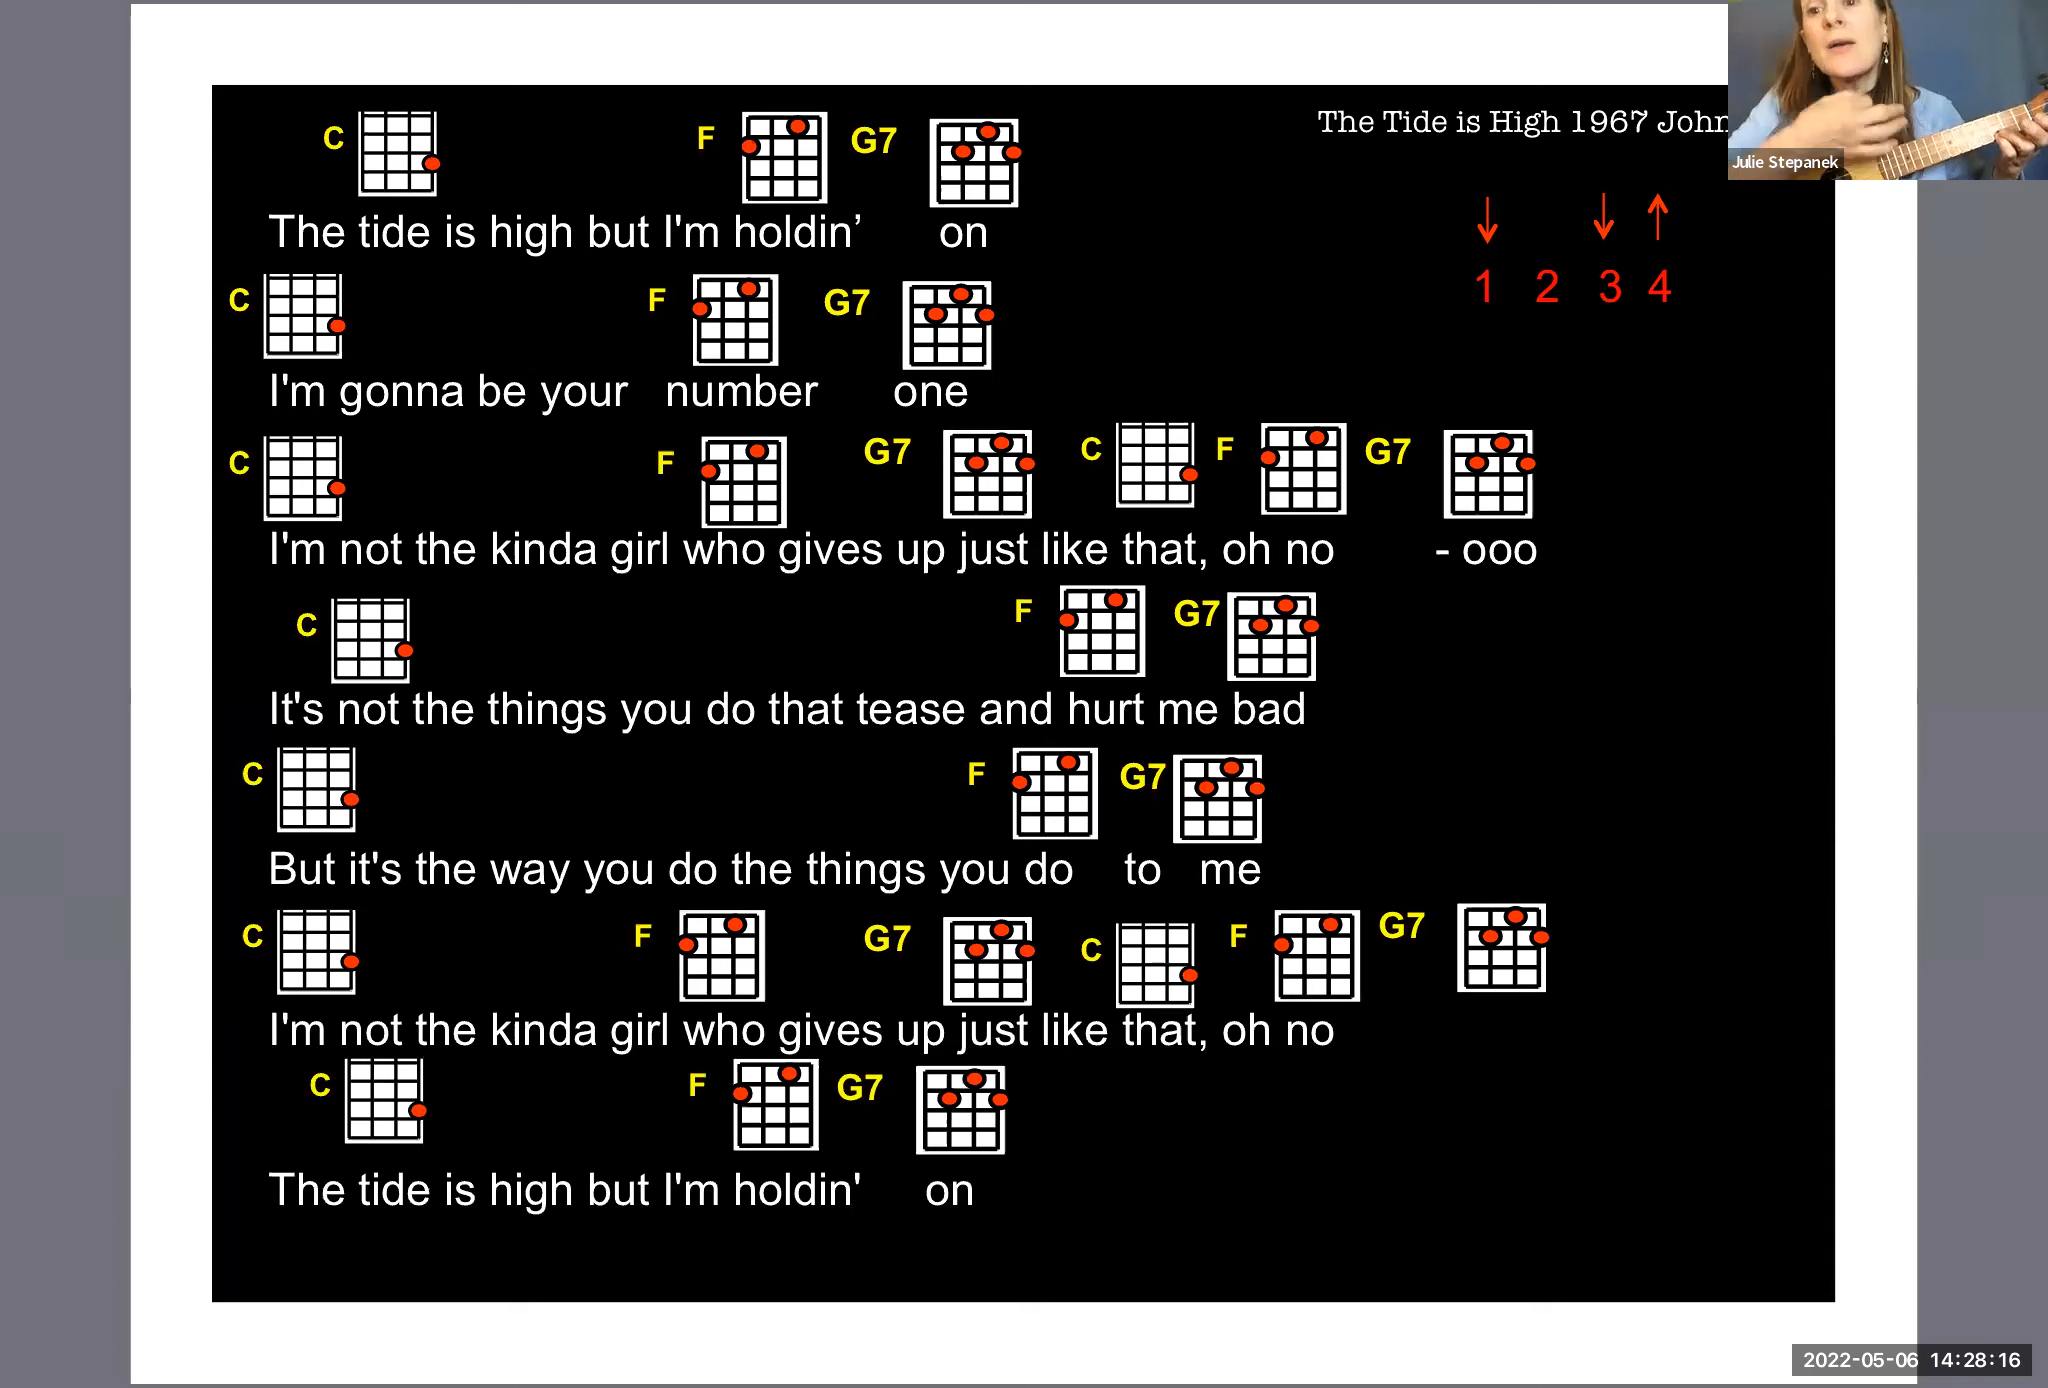 The Tide is High 1967 John
Julie Stepanek
C F G7
The tide is high but I'm holdin’ on
1 2 3 4
C F G7
I'm gonna be your number one
C F G7 C F G7
I'm not the kinda girl who gives up just like that, oh no - ooo
C F G7
It's not the things you do that tease and hurt me bad
C F G7
But it's the way you do the things you do to me
C F G7 C F G7
I'm not the kinda girl who gives up just like that, oh no
C F G7
The tide is high but I'm holdin' on
2022-05-06 14:28:16